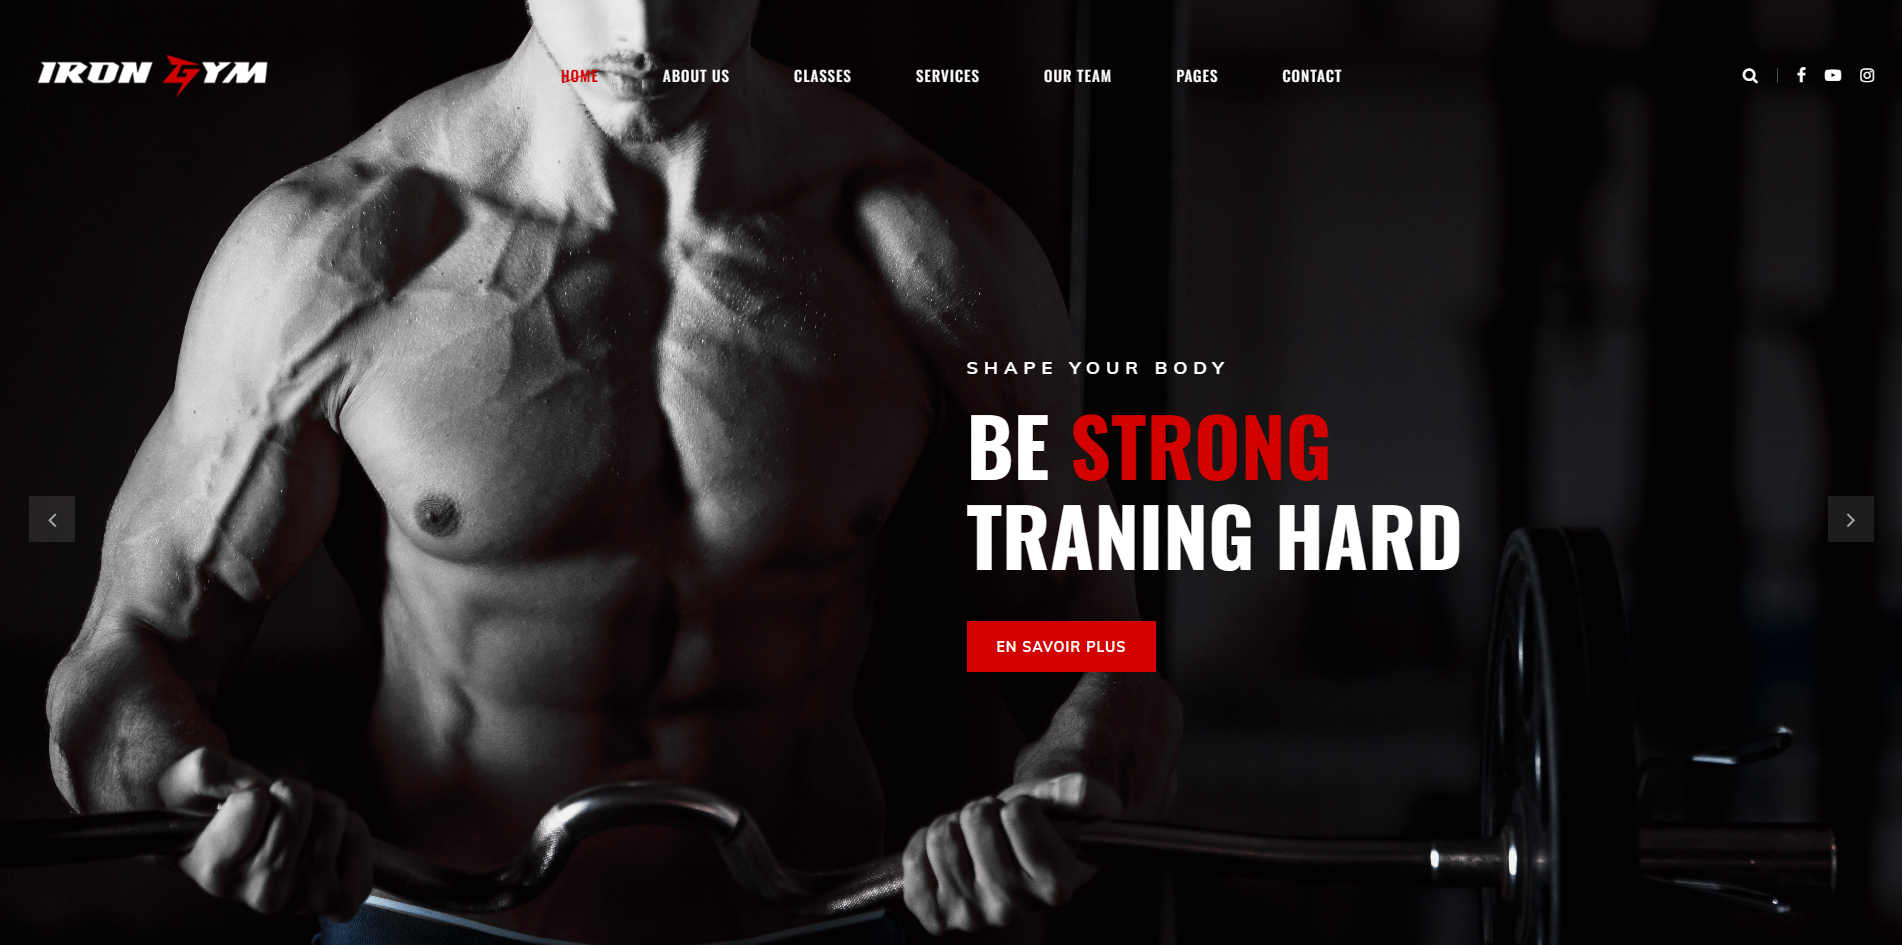 IRON GYM
HOME ABOUT US CLASSES SERVICES OUR TEAM PAGES CONTACT
SHAPE YOUR BODY
BE STRONG
TRANING HARD
EN SAVOIR PLUS